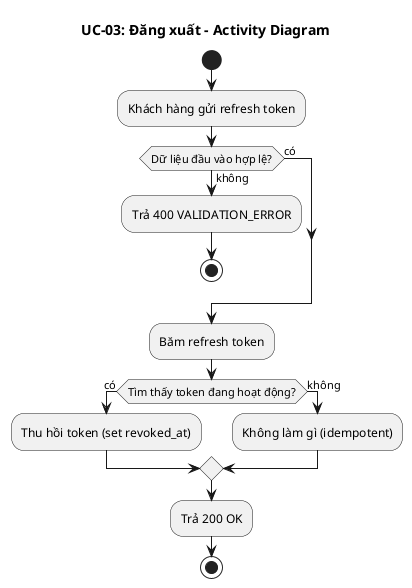 UC-03: Đăng xuất - Activity Diagram
Khách hàng gửi refresh token
Dữ liệu đầu vào hợp lệ?
có
không
Trả 400 VALIDATION_ERROR
Băm refresh token
có
Tìm thấy token đang hoạt động?
không
Thu hồi token (set revoked_at)
Không làm gì (idempotent)
Trả 200 OK